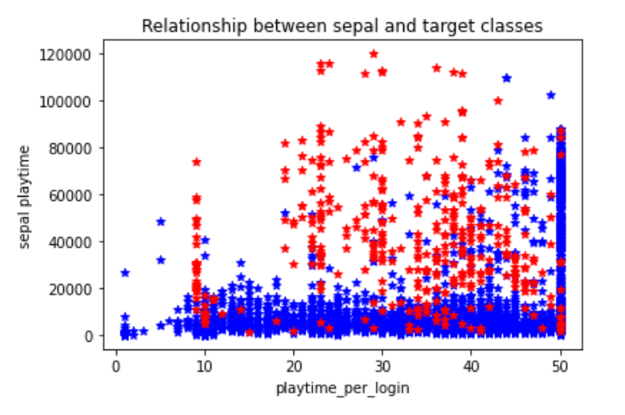 Relationship between sepal and target classes
120000
100000
80000
60000
40000
20000
0
sepal playtime
0 10 20 30 40 50
playtime_per_login